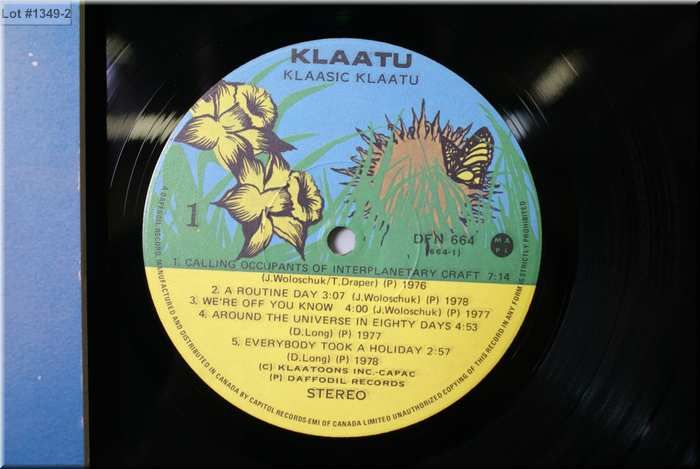 Lot #1349-2
KLAATU
KLAASIC KLAATU
1
DFN 664
(664-1)
M A P L
1. CALLING OCCUPANTS OF INTERPLANETARY CRAFT 7:14
(J.Woloschuk/T.Draper) (P) 1976
2. A ROUTINE DAY 3:07 (J.Woloschuk) (P) 1978
3. WE'RE OFF YOU KNOW 4:00 (J.Woloschuk) (P) 1977
4. AROUND THE UNIVERSE IN EIGHTY DAYS 4:53
(D.Long) (P) 1977
5. EVERYBODY TOOK A HOLIDAY 2:57
(D.Long) (P) 1978
(C) KLAATOONS INC.-CAPAC
(P) DAFFODIL RECORDS
STEREO
A DAFFODIL RECORD, MANUFACTURED AND DISTRIBUTED IN CANADA BY CAPITOL RECORDS-EMI OF CANADA LIMITED UNAUTHORIZED COPYING OF THIS RECORD IN ANY FORM IS STRICTLY PROHIBITED